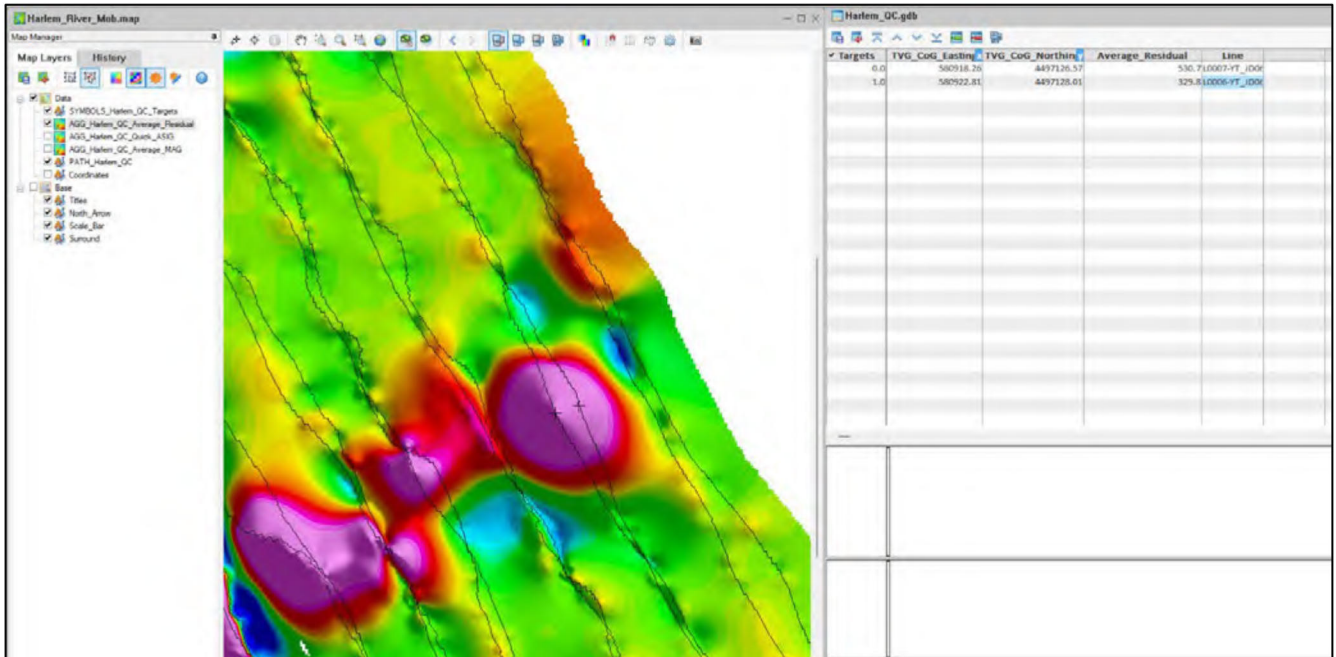 Harlem_River_Mob.map
Map Manager
Map Layers History
Data
SYMBOLS_Harlem_QC_Targets
AGG_Harlem_QC_Average_Residual
AGG_Harlem_QC_Quick_ASIG
AGG_Harlem_QC_Average_MAG
PATH_Harlem_QC
Coordinates
Base
Titles
North_Arrow
Scale_Bar
Surround
Harlem_QC.gdb
Targets TVG_CoG_Easting TVG_CoG_Northing Average_Residual Line
0.0 580918.26 4497126.57 530.7
1.0 580922.81 4497128.01 329.8